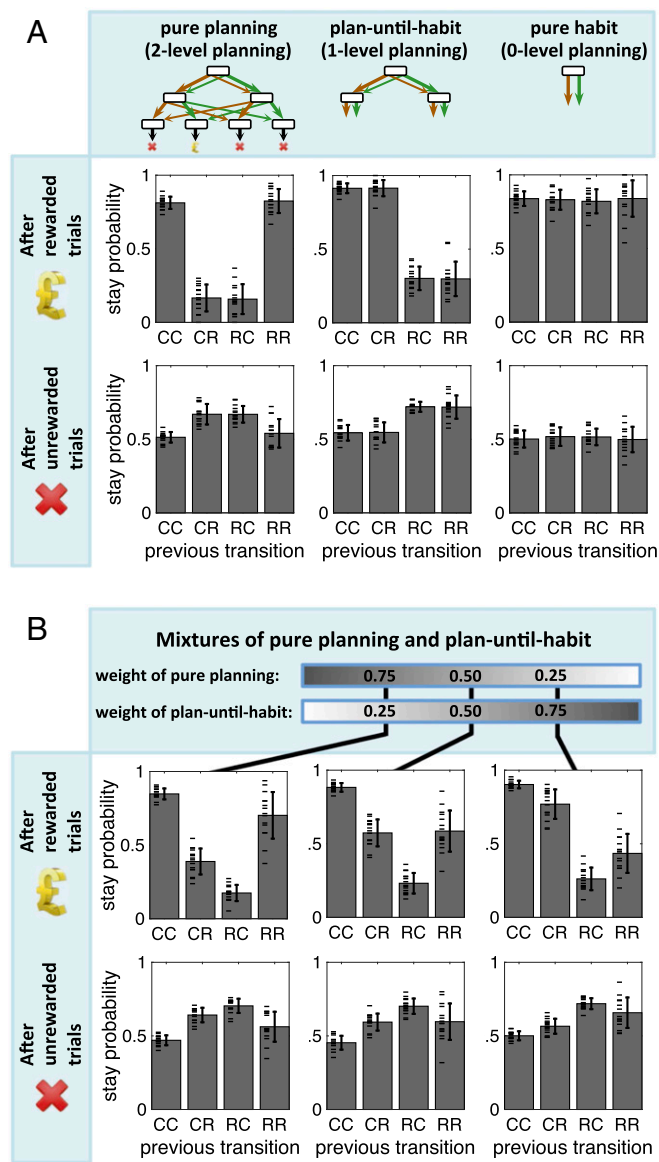 A
pure planning
(2-level planning)
plan-until-habit
(1-level planning)
pure habit
(0-level planning)
£
After
rewarded
trials
£
stay probability
1
0.5
0
CC CR RC RR
1
.5
0
CC CR RC RR
1
0.5
0
CC CR RC RR
After
unrewarded
trials
stay probability
1
0.5
0
CC CR RC RR
previous transition
1
.5
0
CC CR RC RR
previous transition
1
.5
0
CC CR RC RR
previous transition
B
Mixtures of pure planning and plan-until-habit
weight of pure planning: 0.75 0.50 0.25
weight of plan-until-habit: 0.25 0.50 0.75
After
rewarded
trials
£
stay probability
1
0.5
0
CC CR RC RR
1
.5
0
CC CR RC RR
1
.5
0
CC CR RC RR
After
unrewarded
trials
stay probability
1
0.5
0
CC CR RC RR
previous transition
1
.5
0
CC CR RC RR
previous transition
1
.5
0
CC CR RC RR
previous transition